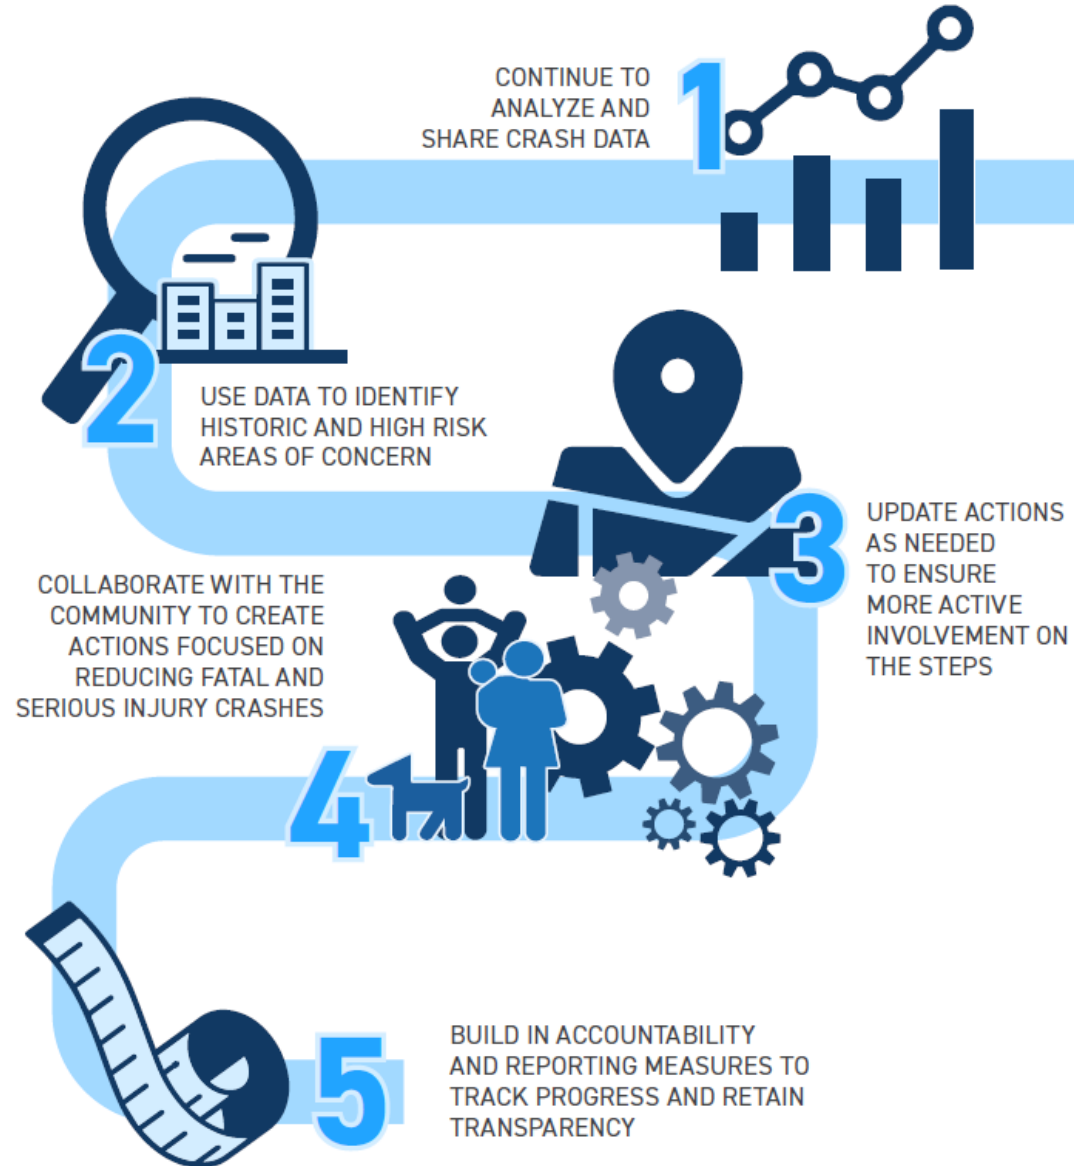 1
CONTINUE TO
ANALYZE AND
SHARE CRASH DATA
2
USE DATA TO IDENTIFY
HISTORIC AND HIGH RISK
AREAS OF CONCERN
3
UPDATE ACTIONS
AS NEEDED
TO ENSURE
MORE ACTIVE
INVOLVEMENT ON
THE STEPS
4
COLLABORATE WITH THE
COMMUNITY TO CREATE
ACTIONS FOCUSED ON
REDUCING FATAL AND
SERIOUS INJURY CRASHES
5
BUILD IN ACCOUNTABILITY
AND REPORTING MEASURES TO
TRACK PROGRESS AND RETAIN
TRANSPARENCY